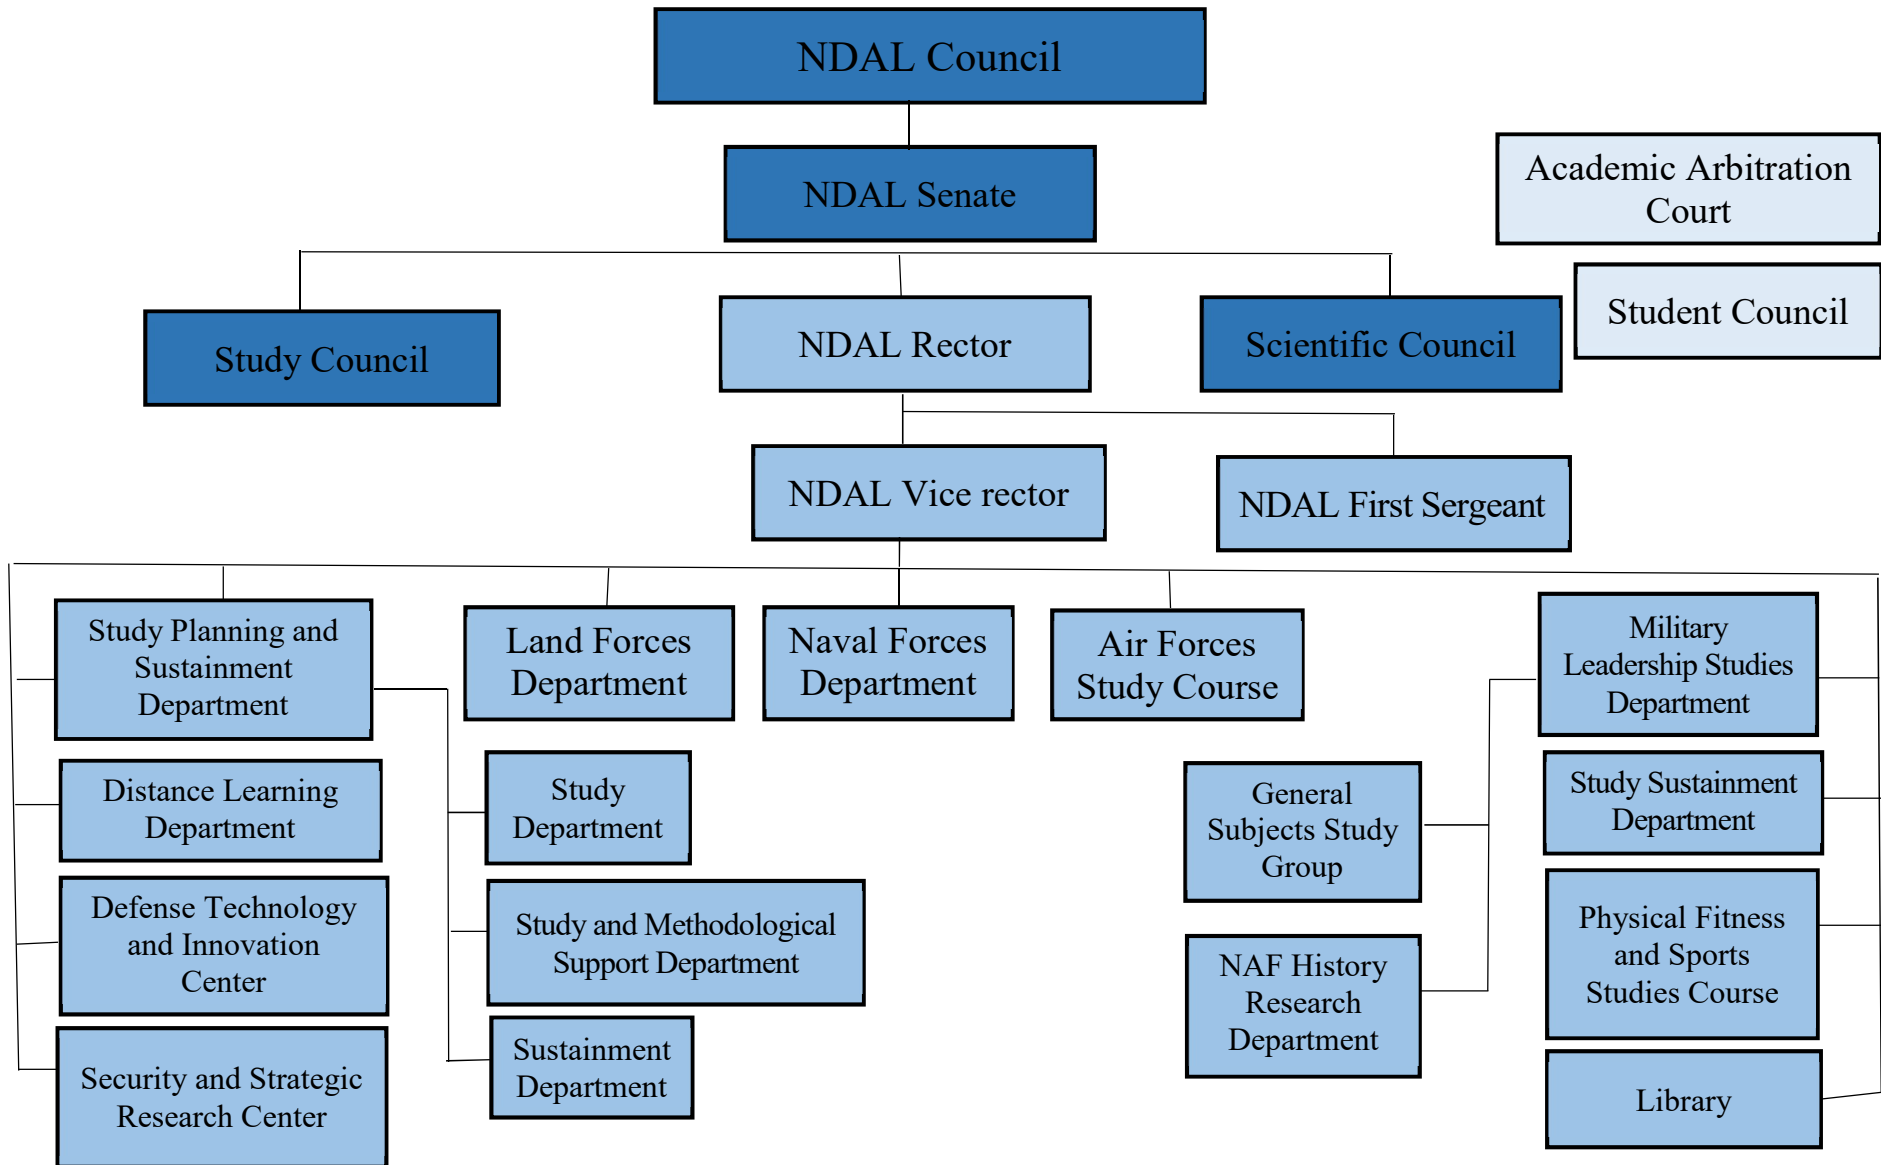 NDAL Council
NDAL Senate
Academic Arbitration
Court
Student Council
Study Council
NDAL Rector
Scientific Council
NDAL Vice rector
NDAL First Sergeant
Study Planning and
Sustainment
Department
Land Forces
Department
Naval Forces
Department
Air Forces
Study Course
Military
Leadership Studies
Department
Distance Learning
Department
Study
Department
General
Subjects Study
Group
Study Sustainment
Department
Defense Technology
and Innovation
Center
Study and Methodological
Support Department
NAF History
Research
Department
Physical Fitness
and Sports
Studies Course
Security and Strategic
Research Center
Sustainment
Department
Library